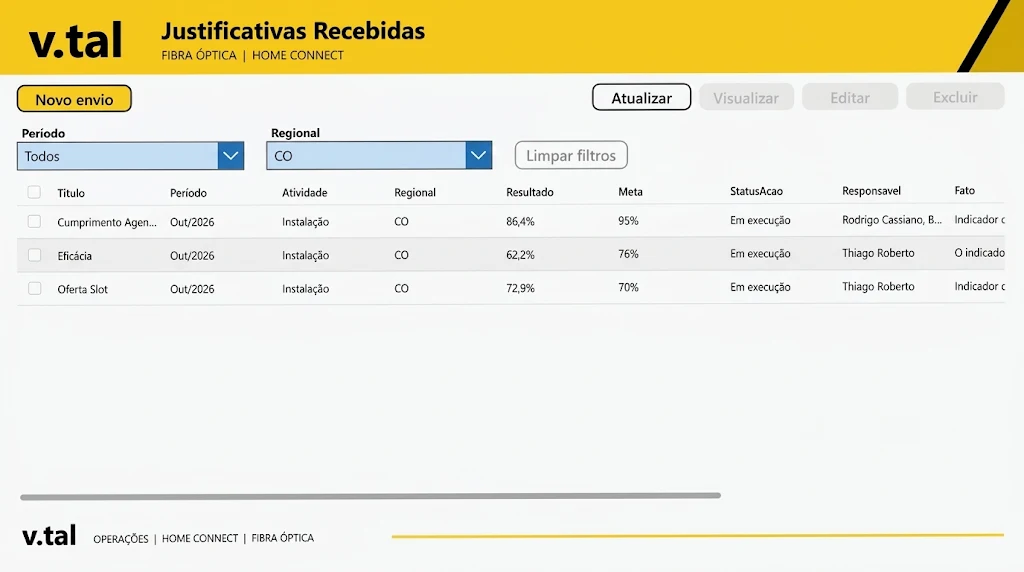 v.tal
Justificativas Recebidas
FIBRA ÓPTICA | HOME CONNECT
Novo envio
Atualizar
Visualizar
Editar
Excluir
Período
Regional
Todos
CO
Limpar filtros
Titulo Período Atividade Regional Resultado Meta StatusAcao Responsavel Fato
Cumprimento Agen... Out/2026 Instalação CO 86,4% 95% Em execução Rodrigo Cassiano, B... Indicador c
Eficácia Out/2026 Instalação CO 62,2% 76% Em execução Thiago Roberto O indicado
Oferta Slot Out/2026 Instalação CO 72,9% 70% Em execução Thiago Roberto Indicador c
v.tal OPERAÇÕES | HOME CONNECT | FIBRA ÓPTICA